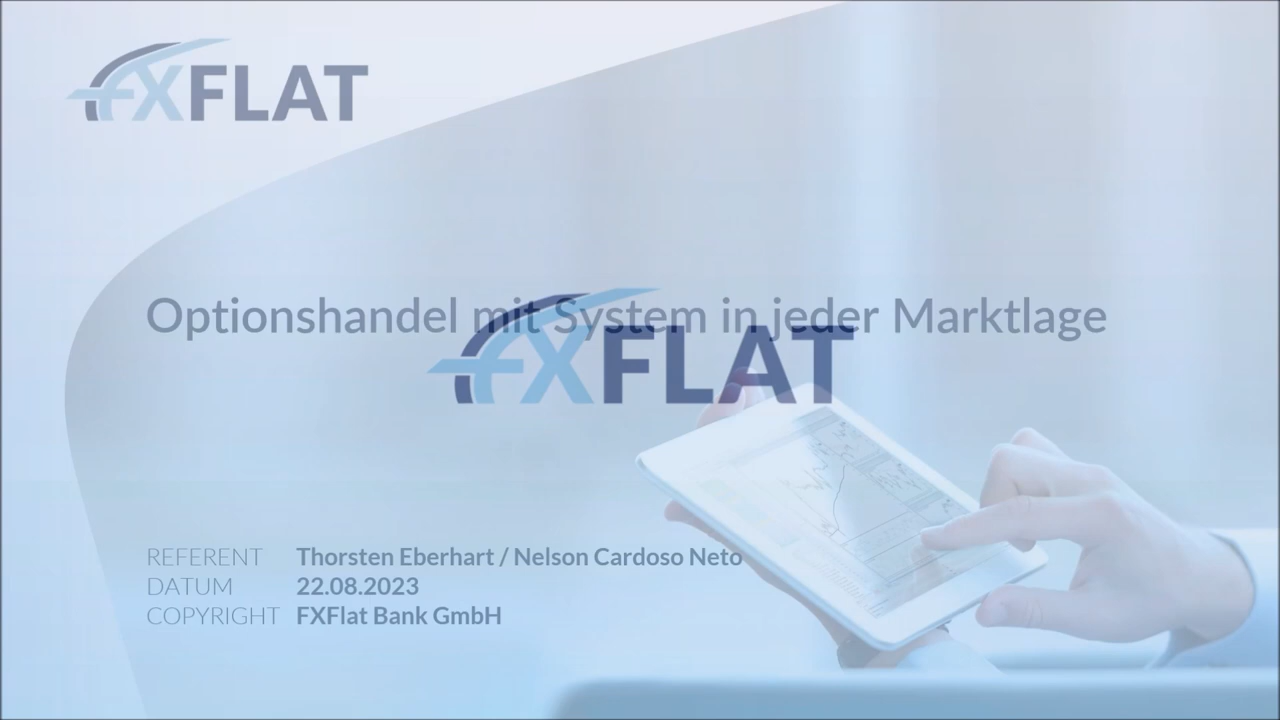 FXFLAT
Optionshandel mit System in jeder Marktlage
FXFLAT
REFERENT Thorsten Eberhart / Nelson Cardoso Neto
DATUM 22.08.2023
COPYRIGHT FXFlat Bank GmbH